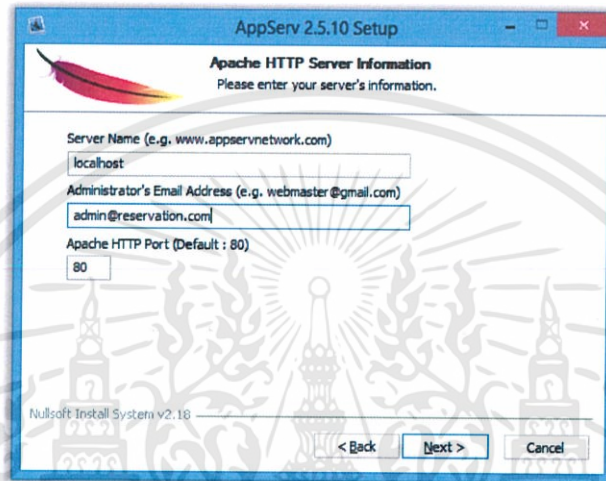 AppServ 2.5.10 Setup
Apache HTTP Server Information
Please enter your server's information.
Server Name (e.g. www.appservnetwork.com)
localhost
Administrator's Email Address (e.g. webmaster@gmail.com)
admin@reservation.com
Apache HTTP Port (Default : 80)
80
Nullsoft Install System v2.18
< Back
Next >
Cancel